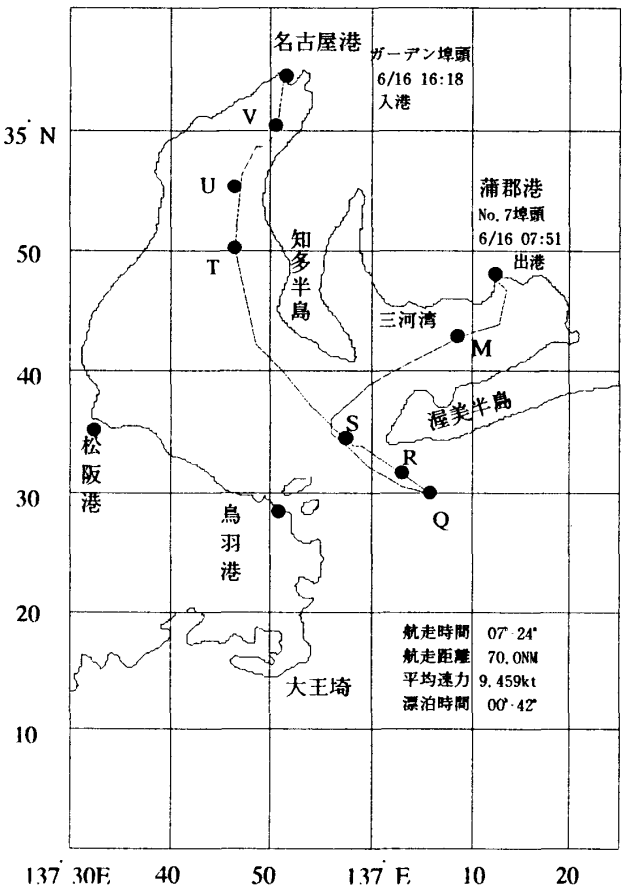 名古屋港
ガーデン埠頭
6/16 16:18
入港
V
35° N
U
蒲郡港
No.7埠頭
6/16 07:51
出港
50
T
知多半島
三河湾
M
40
渥美半島
S
R
松阪港
30
Q
鳥羽港
20
航走時間 07ʰ 24ᵐ
航走距離 70.0NM
平均速力 9.459kt
漂泊時間 00ʰ 42ᵐ
大王埼
10
137° 30E
40
50
137° E
10
20